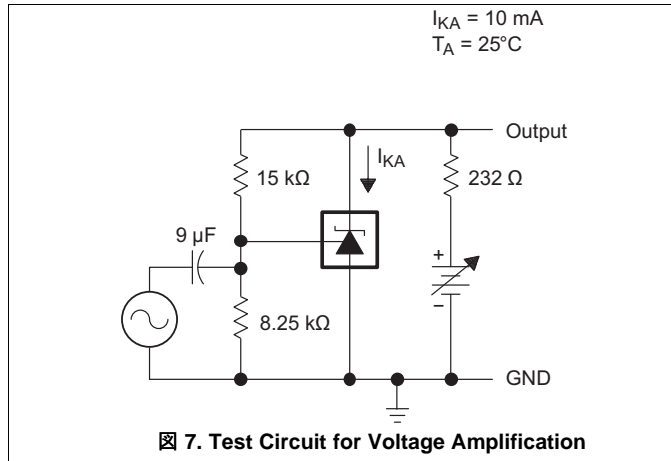 I_KA = 10 mA
T_A = 25°C
Output
I_KA
15 kΩ
232 Ω
9 µF
+
−
8.25 kΩ
GND
図 7. Test Circuit for Voltage Amplification